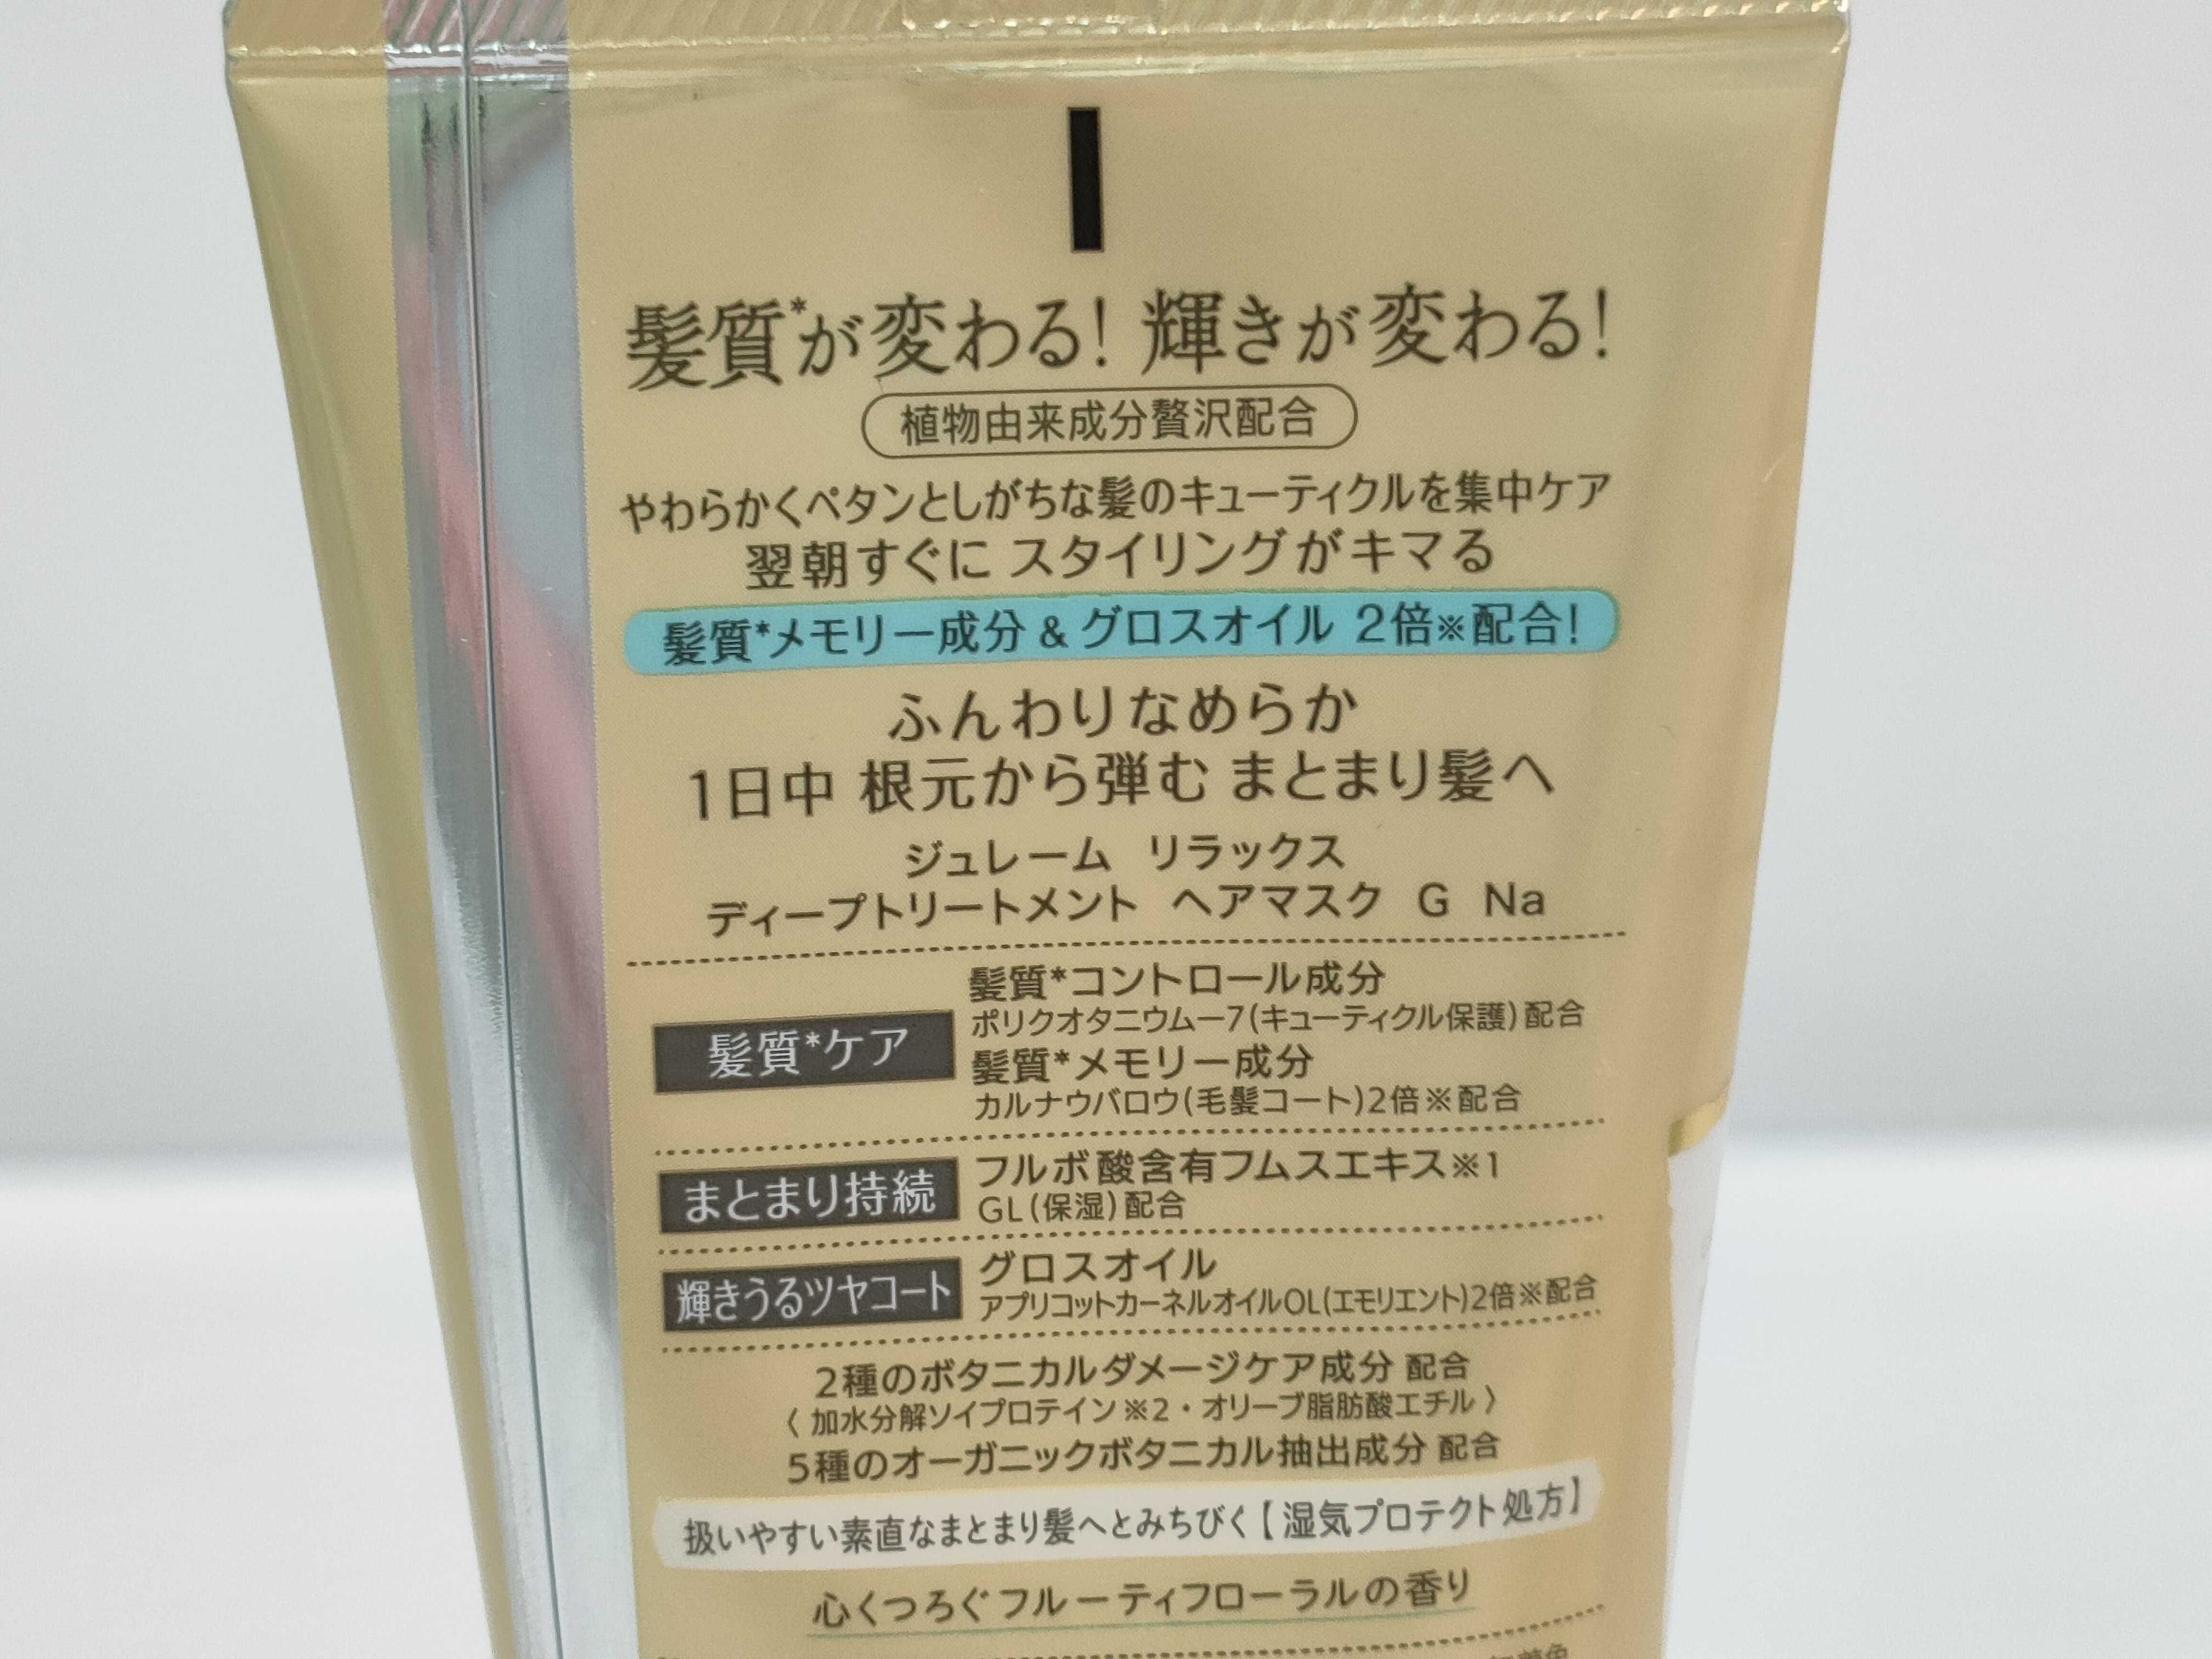 髪質*が変わる！輝きが変わる！
植物由来成分贅沢配合
やわらかくペタンとしがちな髪のキューティクルを集中ケア
翌朝すぐに スタイリングがキマる
髪質*メモリー成分 & グロスオイル 2倍※配合！
ふんわりなめらか
1日中 根元から弾む まとまり髪へ
ジュレーム リラックス
ディープトリートメント ヘアマスク G Na
髪質*ケア
髪質*コントロール成分
ポリクオタニウムー7(キューティクル保護)配合
髪質*メモリー成分
カルナウバロウ(毛髪コート)2倍※配合
まとまり持続
フルボ酸含有フムスエキス※1
GL(保湿)配合
輝きうるツヤコート
グロスオイル
アプリコットカーネルオイルOL(エモリエント)2倍※配合
2種のボタニカルダメージケア成分 配合
〈 加水分解ソイプロテイン※2・オリーブ脂肪酸エチル 〉
5種のオーガニックボタニカル抽出成分 配合
扱いやすい素直なまとまり髪へとみちびく【湿気プロテクト処方】
心くつろぐフルーティフローラルの香り